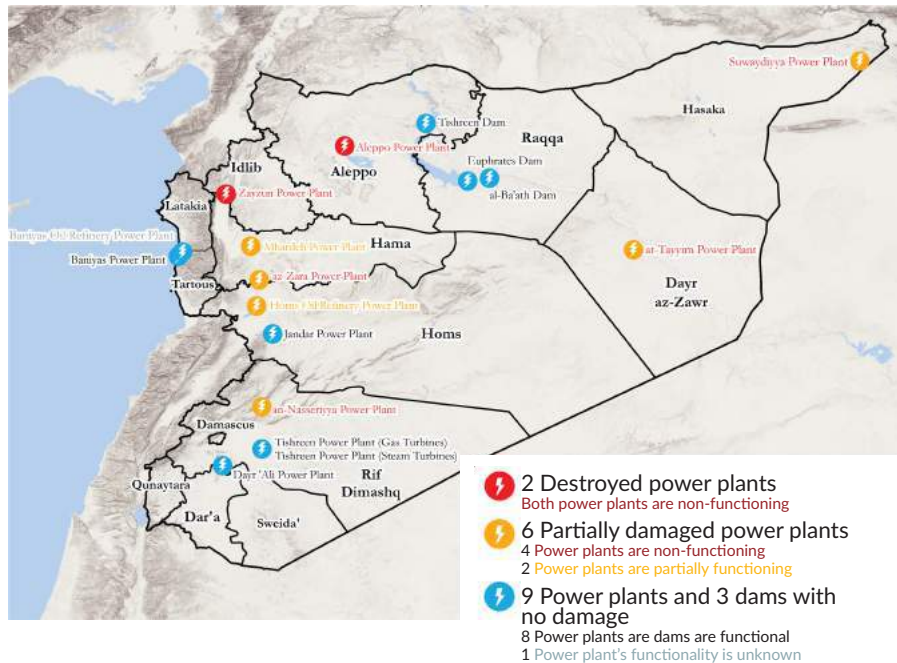 Suwaydiyya Power Plant
Hasaka
Tishreen Dam
Raqqa
Aleppo Power Plant
Euphrates Dam
Idlib
Aleppo
Zayzun Power Plant
al-Ba'ath Dam
Latakia
Baniyas Oil Refinery Power Plant
Hama
Mhardeh Power Plant
at-Tayyim Power Plant
Baniyas Power Plant
az-Zara Power Plant
Tartous
Dayr
az-Zawr
Homs Oil Refinery Power Plant
Jandar Power Plant
Homs
an-Nasseriyya Power Plant
Damascus
Tishreen Power Plant (Gas Turbines)
Tishreen Power Plant (Steam Turbines)
Dayr 'Ali Power Plant
Rif
Dimashq
Qunaytara
Dar'a
Sweida'
2 Destroyed power plants
Both power plants are non-functioning
6 Partially damaged power plants
4 Power plants are non-functioning
2 Power plants are partially functioning
9 Power plants and 3 dams with
no damage
8 Power plants are dams are functional
1 Power plant's functionality is unknown